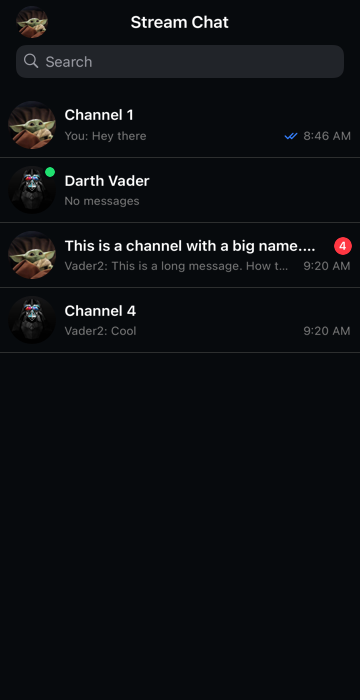 Stream Chat
Search
Channel 1
You: Hey there 8:46 AM
Darth Vader
No messages
This is a channel with a big name.... 4
Vader2: This is a long message. How t... 9:20 AM
Channel 4
Vader2: Cool 9:20 AM